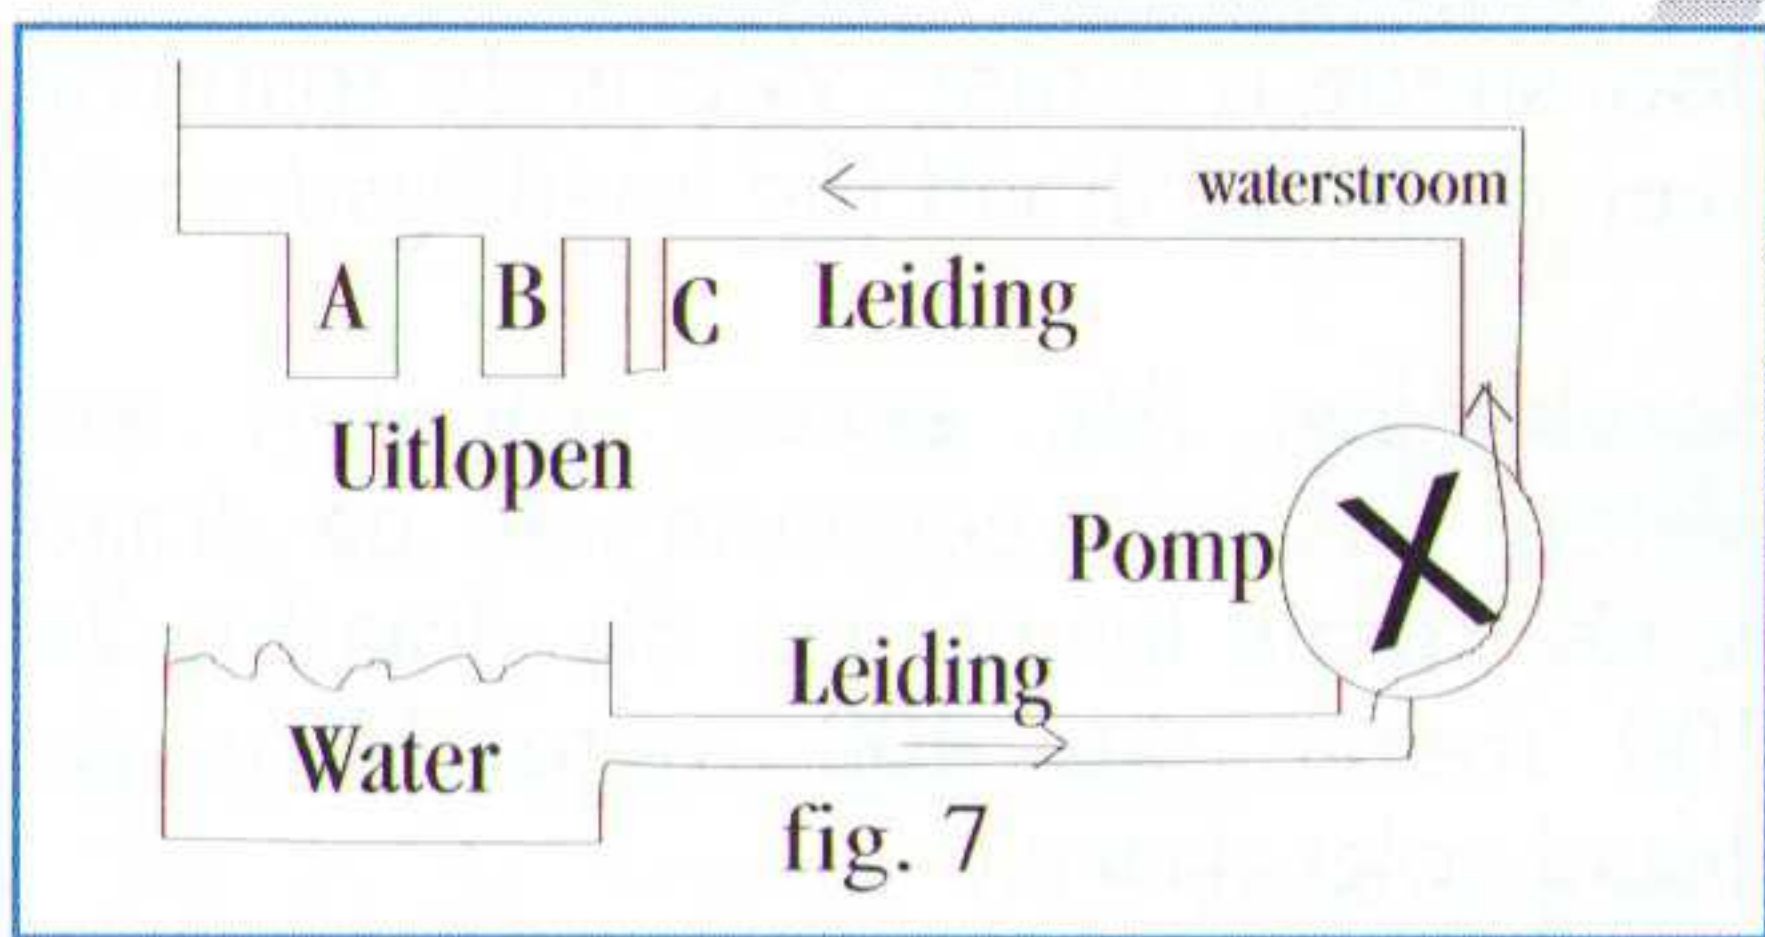 waterstroom
A B C Leiding
Uitlopen
Pomp
Leiding
Water
fig. 7